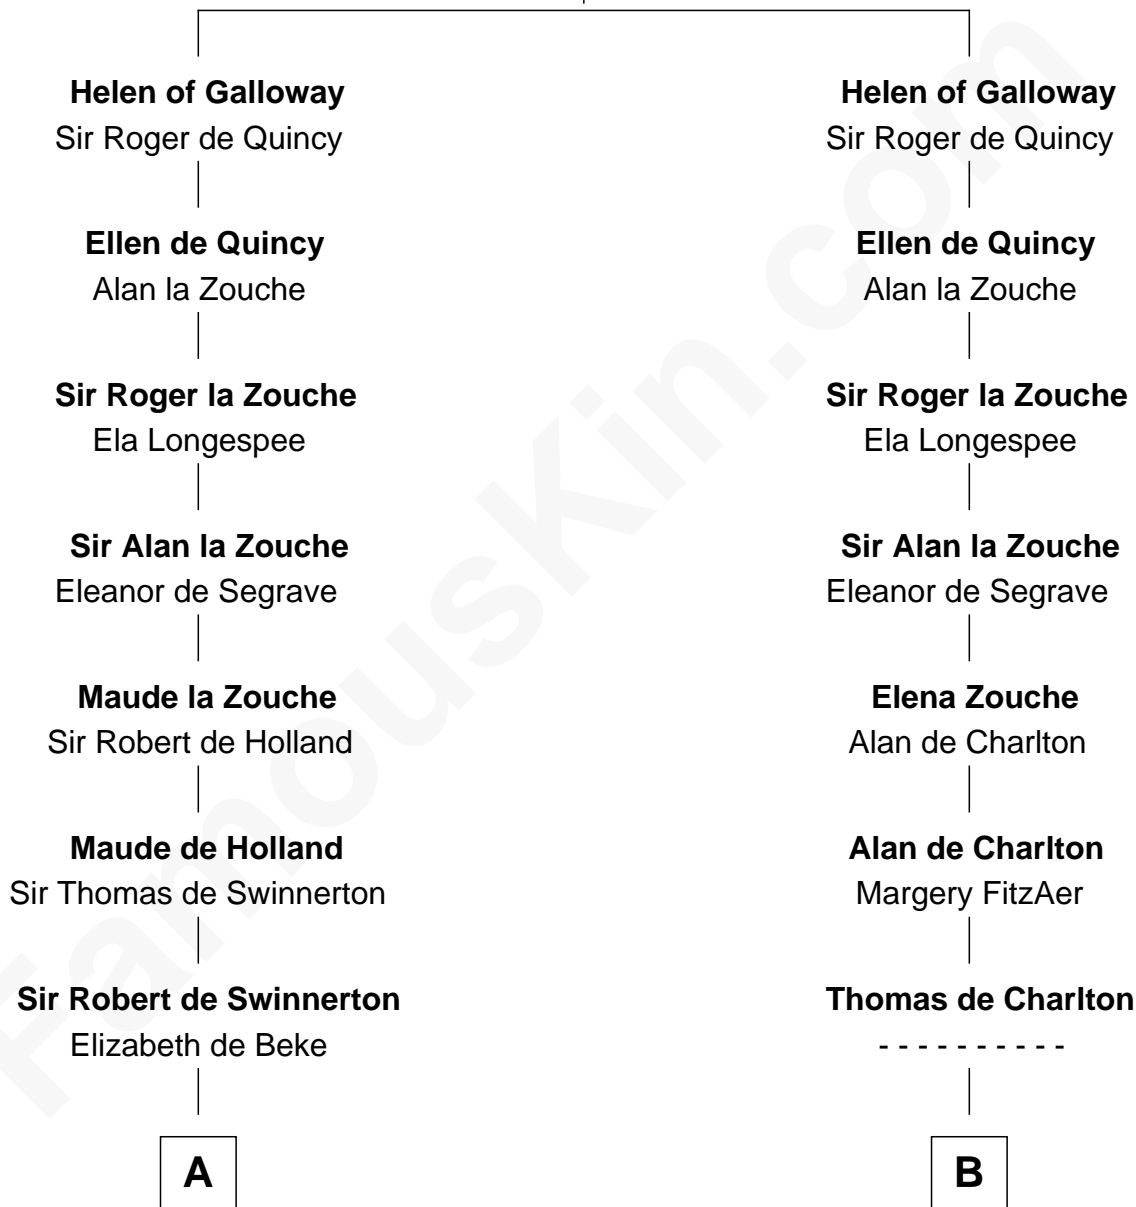 Helen of Galloway
Sir Roger de Quincy
Ellen de Quincy
Alan la Zouche
Sir Roger la Zouche
Ela Longespee
Sir Alan la Zouche
Eleanor de Segrave
Maude la Zouche
Sir Robert de Holland
Maude de Holland
Sir Thomas de Swinnerton
Sir Robert de Swinnerton
Elizabeth de Beke
A
Helen of Galloway
Sir Roger de Quincy
Ellen de Quincy
Alan la Zouche
Sir Roger la Zouche
Ela Longespee
Sir Alan la Zouche
Eleanor de Segrave
Elena Zouche
Alan de Charlton
Alan de Charlton
Margery FitzAer
Thomas de Charlton
- - - - - - - - - -
B
FamousKin.com